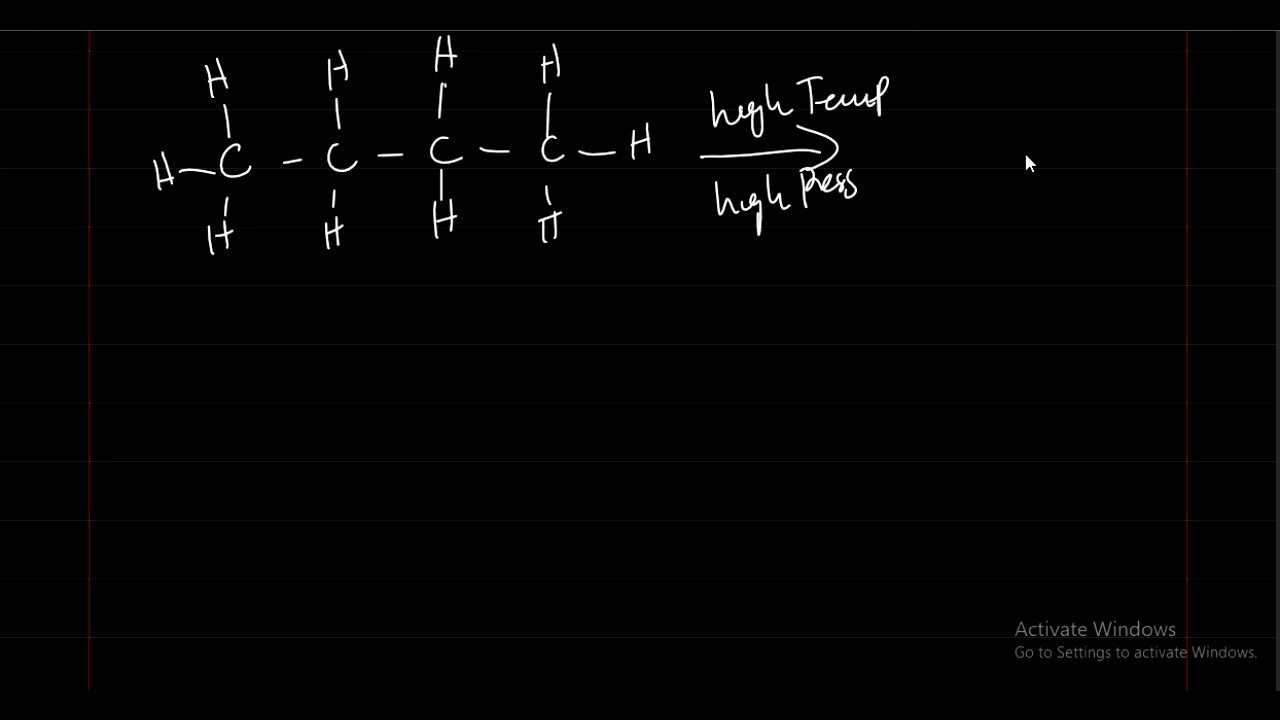 H H H H
H - C - C - C - C - H
H H H H
high Temp
high Press
Activate Windows
Go to Settings to activate Windows.